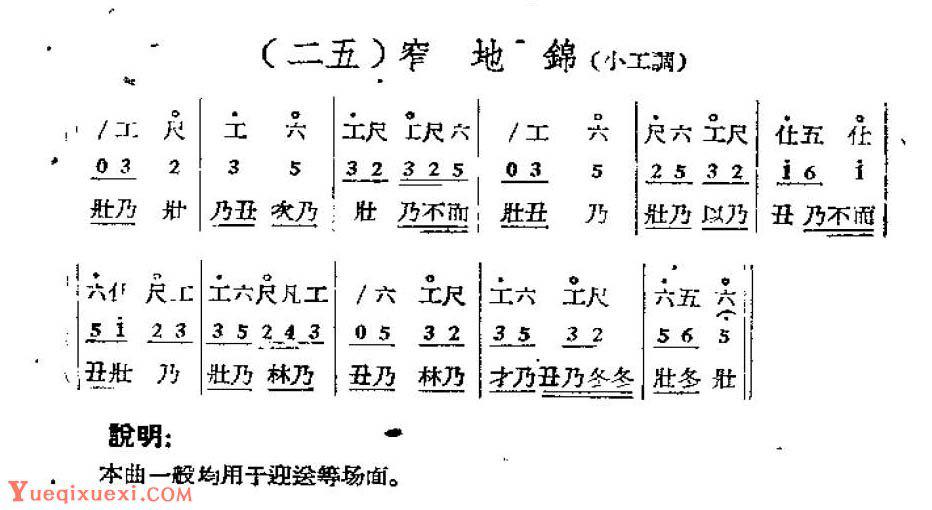 （二五）窄地錦（小工調）
/工 尺 | 工 六 | 工尺 工尺六 | /工 六 | 尺六 工尺 | 仕五 仕
0 3 2 | 3 5 | 3 2 3 2 5 | 0 3 5 | 2 5 3 2 | 1 6 1
壯乃 壯 | 乃丑 次乃 | 壯 乃不而 | 壯丑 乃 | 壯乃 以乃 | 丑 乃不而
六仩 尺工 | 工六尺凡工 | /六 工尺 | 工六 工尺 | 六五 六
5 1 2 3 | 3 5 2 4 3 | 0 5 3 2 | 3 5 3 2 | 5 6 5
丑壯 乃 | 壯乃 林乃 | 丑乃 林乃 | 才乃丑乃冬冬 | 壯冬 壯
說明：
本曲一般均用于迎送等场面。
Yueqixuexi.com